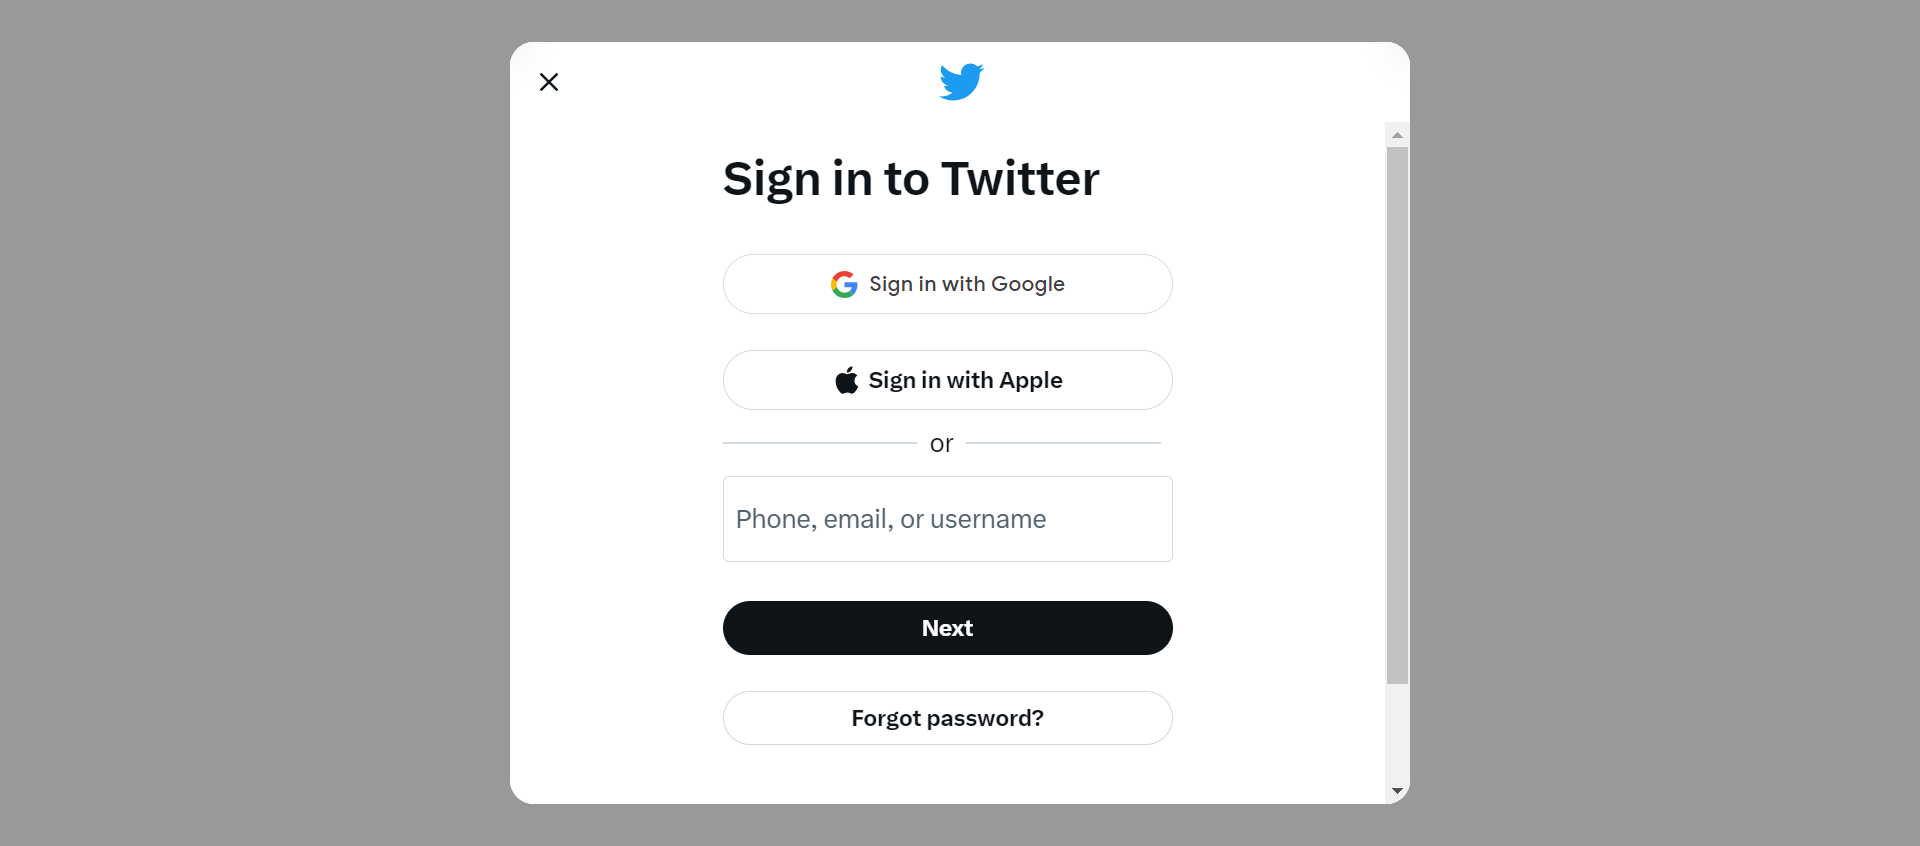 Sign in to Twitter
Sign in with Google
Sign in with Apple
or
Phone, email, or username
Next
Forgot password?